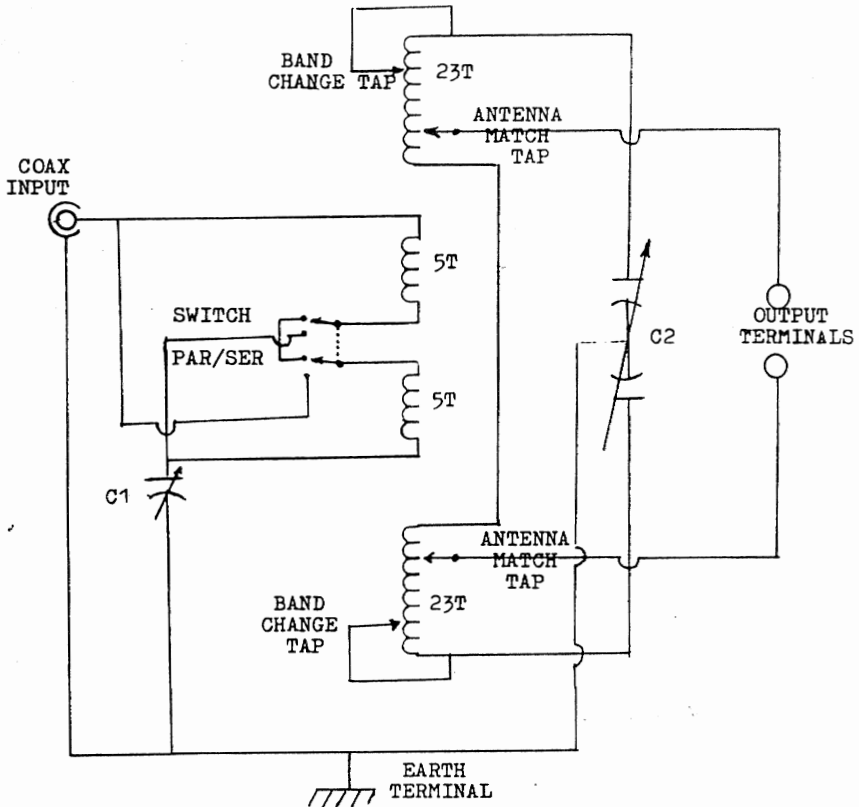 BAND
CHANGE TAP
23T
ANTENNA
MATCH
TAP
COAX
INPUT
5T
SWITCH
PAR/SER
C2
OUTPUT
TERMINALS
5T
C1
ANTENNA
MATCH
TAP
23T
BAND
CHANGE
TAP
EARTH
TERMINAL